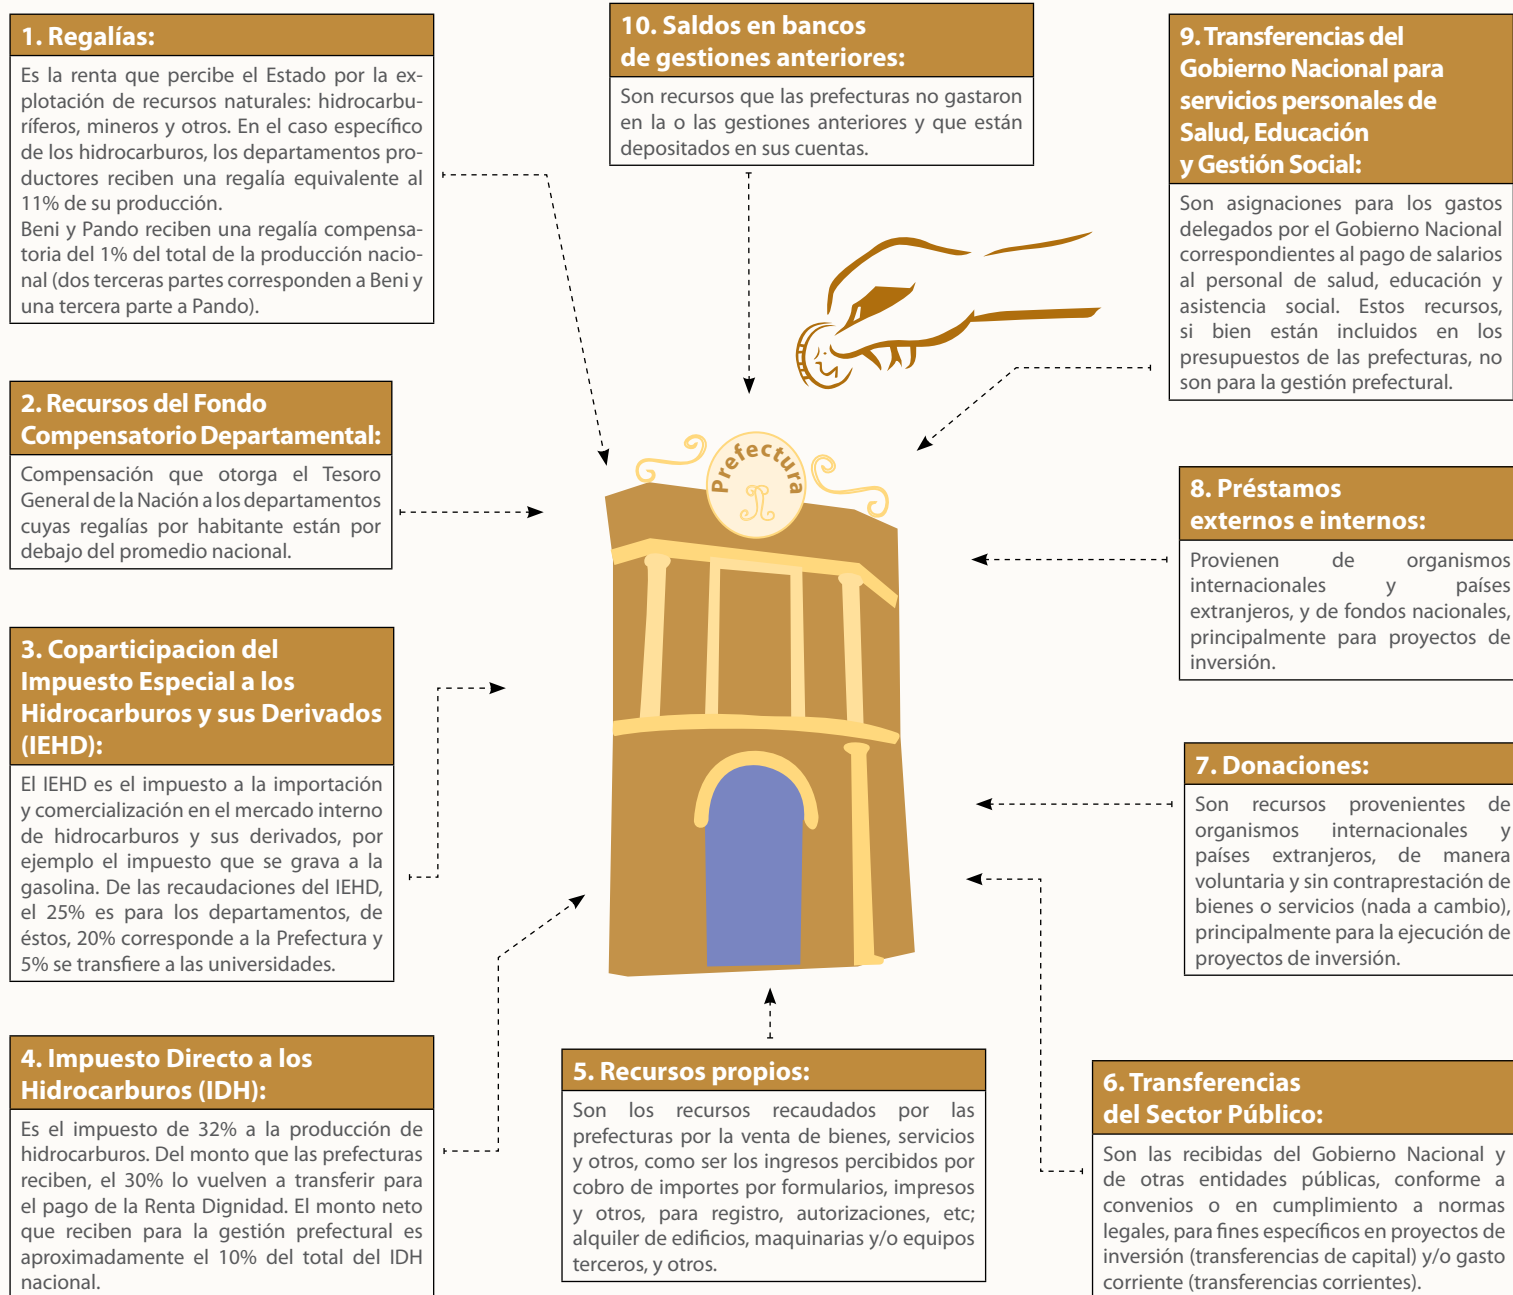 1. Regalías:
Es la renta que percibe el Estado por la ex-
plotación de recursos naturales: hidrocarbu-
ríferos, mineros y otros. En el caso específico
de los hidrocarburos, los departamentos pro-
ductores reciben una regalía equivalente al
11% de su producción.
Beni y Pando reciben una regalía compensa-
toria del 1% del total de la producción nacio-
nal (dos terceras partes corresponden a Beni y
una tercera parte a Pando).
2. Recursos del Fondo
Compensatorio Departamental:
Compensación que otorga el Tesoro
General de la Nación a los departamentos
cuyas regalías por habitante están por
debajo del promedio nacional.
3. Coparticipacion del
Impuesto Especial a los
Hidrocarburos y sus Derivados
(IEHD):
El IEHD es el impuesto a la importación
y comercialización en el mercado interno
de hidrocarburos y sus derivados, por
ejemplo el impuesto que se grava a la
gasolina. De las recaudaciones del IEHD,
el 25% es para los departamentos, de
éstos, 20% corresponde a la Prefectura y
5% se transfiere a las universidades.
4. Impuesto Directo a los
Hidrocarburos (IDH):
Es el impuesto de 32% a la producción de
hidrocarburos. Del monto que las prefecturas
reciben, el 30% lo vuelven a transferir para
el pago de la Renta Dignidad. El monto neto
que reciben para la gestión prefectural es
aproximadamente el 10% del total del IDH
nacional.
5. Recursos propios:
Son los recursos recaudados por las
prefecturas por la venta de bienes, servicios
y otros, como ser los ingresos percibidos por
cobro de importes por formularios, impresos
y otros, para registro, autorizaciones, etc;
alquiler de edificios, maquinarias y/o equipos
terceros, y otros.
6. Transferencias
del Sector Público:
Son las recibidas del Gobierno Nacional y
de otras entidades públicas, conforme a
convenios o en cumplimiento a normas
legales, para fines específicos en proyectos de
inversión (transferencias de capital) y/o gasto
corriente (transferencias corrientes).
7. Donaciones:
Son recursos provenientes de
organismos internacionales y
países extranjeros, de manera
voluntaria y sin contraprestación de
bienes o servicios (nada a cambio),
principalmente para la ejecución de
proyectos de inversión.
8. Préstamos
externos e internos:
Provienen de organismos
internacionales y países
extranjeros, y de fondos nacionales,
principalmente para proyectos de
inversión.
9. Transferencias del
Gobierno Nacional para
servicios personales de
Salud, Educación
y Gestión Social:
Son asignaciones para los gastos
delegados por el Gobierno Nacional
correspondientes al pago de salarios
al personal de salud, educación y
asistencia social. Estos recursos,
si bien están incluidos en los
presupuestos de las prefecturas, no
son para la gestión prefectural.
10. Saldos en bancos
de gestiones anteriores:
Son recursos que las prefecturas no gastaron
en la o las gestiones anteriores y que están
depositados en sus cuentas.
Prefectura